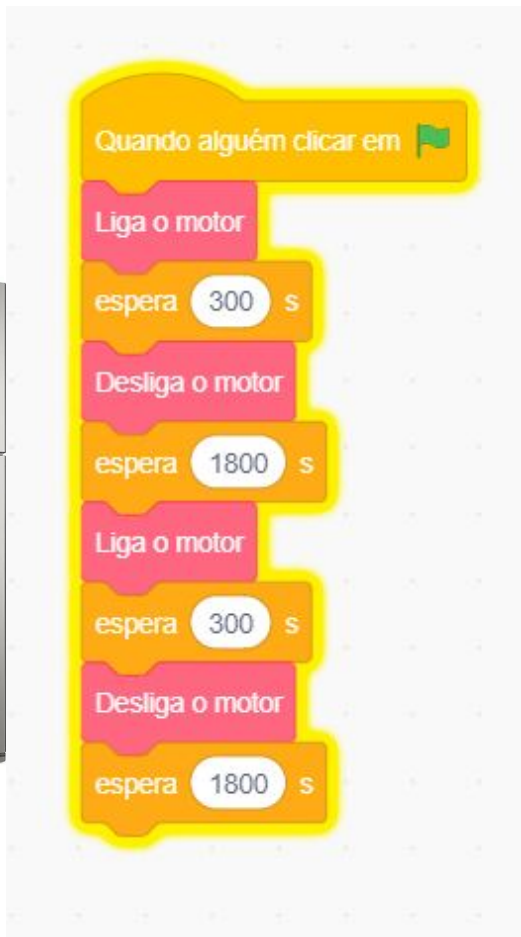 Quando alguém clicar em
Liga o motor
espera 300 s
Desliga o motor
espera 1800 s
Liga o motor
espera 300 s
Desliga o motor
espera 1800 s